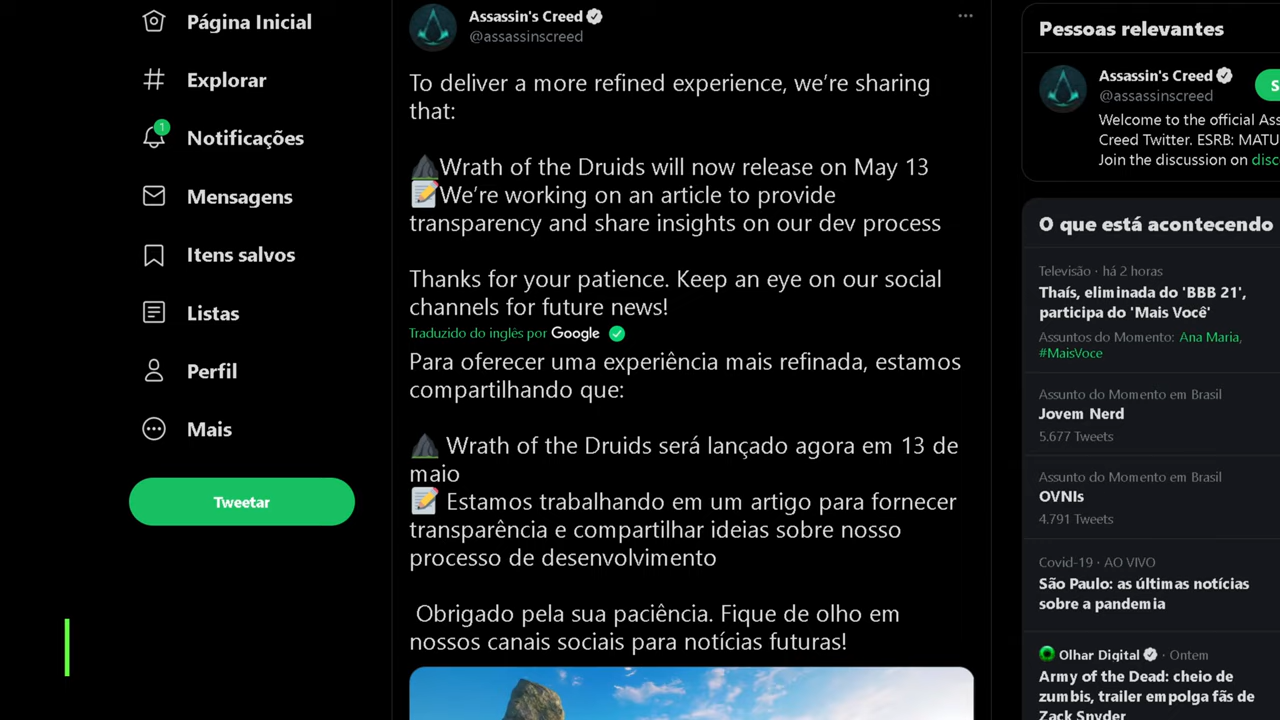 Página Inicial
Explorar
1
Notificações
Mensagens
Itens salvos
Listas
Perfil
Mais
Tweetar
Assassin's Creed
@assassinscreed
To deliver a more refined experience, we’re sharing
that:
Wrath of the Druids will now release on May 13
We’re working on an article to provide
transparency and share insights on our dev process
Thanks for your patience. Keep an eye on our social
channels for future news!
Traduzido do inglês por Google
Para oferecer uma experiência mais refinada, estamos
compartilhando que:
Wrath of the Druids será lançado agora em 13 de
maio
Estamos trabalhando em um artigo para fornecer
transparência e compartilhar ideias sobre nosso
processo de desenvolvimento
Obrigado pela sua paciência. Fique de olho em
nossos canais sociais para notícias futuras!
Pessoas relevantes
Assassin's Creed
@assassinscreed
S
Welcome to the official Ass
Creed Twitter. ESRB: MATU
Join the discussion on disc
O que está acontecendo
Televisão · há 2 horas
Thaís, eliminada do 'BBB 21',
participa do 'Mais Você'
Assuntos do Momento: Ana Maria,
#MaisVoce
Assunto do Momento em Brasil
Jovem Nerd
5.677 Tweets
Assunto do Momento em Brasil
OVNIs
4.791 Tweets
Covid-19 · AO VIVO
São Paulo: as últimas notícias
sobre a pandemia
Olhar Digital · Ontem
Army of the Dead: cheio de
zumbis, trailer empolga fãs de
Zack Snyder